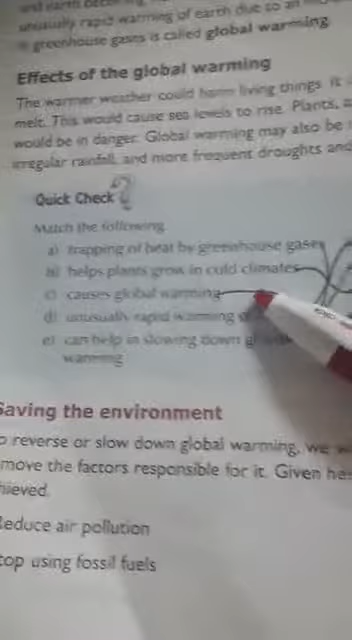 unusually rapid warming of earth due to an
greenhouse gases is called global warming
Effects of the global warming
The warmer weather could harm living things. It
melt. This would cause sea levels to rise. Plants, a
would be in danger. Global warming may also be
irregular rainfall, and more frequent droughts and
Quick Check ?
Match the following
a) trapping of heat by greenhouse gases
b) helps plants grow in cold climates
c) causes global warming
d) unusually rapid warming
e) can help in slowing down
warming
Saving the environment
o reverse or slow down global warming, we
move the factors responsible for it. Given he
hieved.
Reduce air pollution
top using fossil fuels